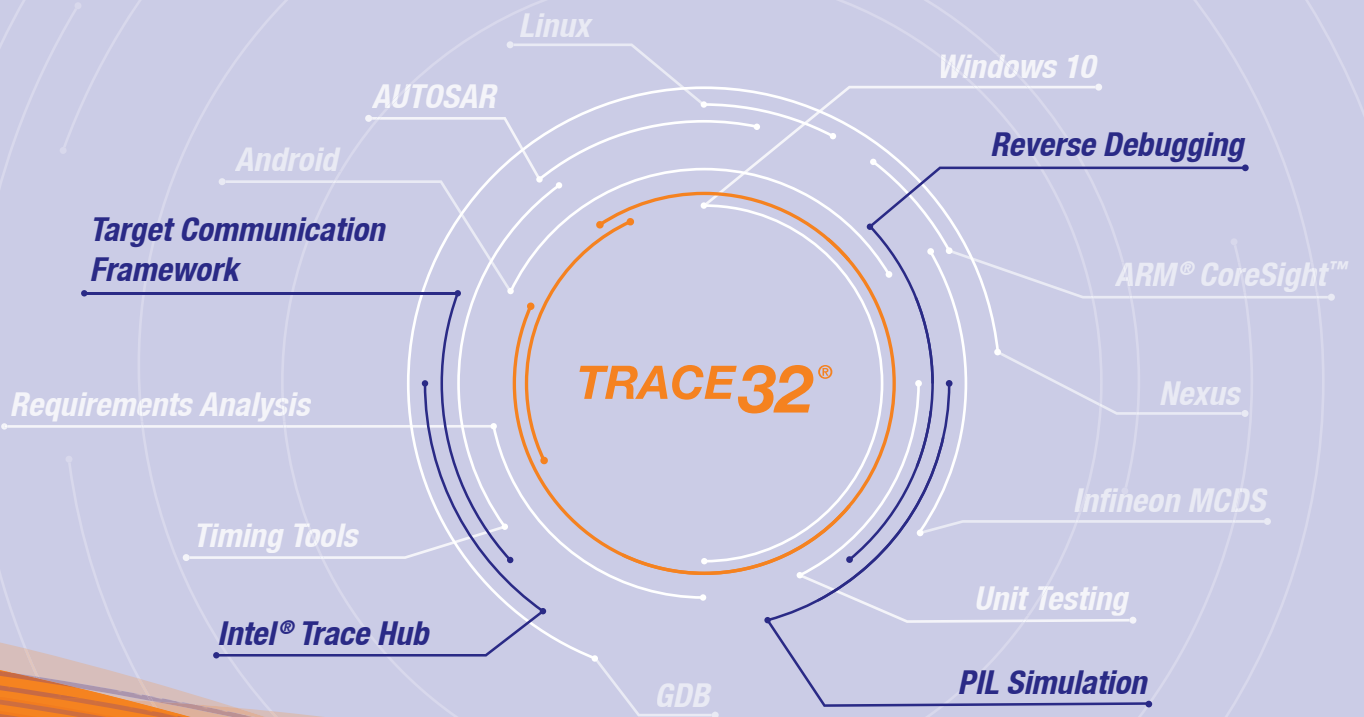 Linux
Windows 10
AUTOSAR
Reverse Debugging
Android
Target Communication
Framework
ARM® CoreSight™
TRACE32®
Requirements Analysis
Nexus
Infineon MCDS
Timing Tools
Unit Testing
Intel® Trace Hub
PIL Simulation
GDB